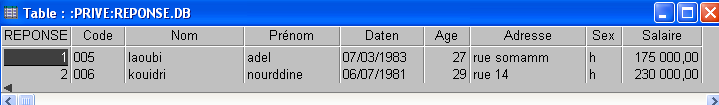 Table : :PRIVE:REPONSE.DB
REPONSE Code Nom Prénom Daten Age Adresse Sex Salaire
1 005 laoubi adel 07/03/1983 27 rue somamm h 175 000,00
2 006 kouidri nourddine 06/07/1981 29 rue 14 h 230 000,00